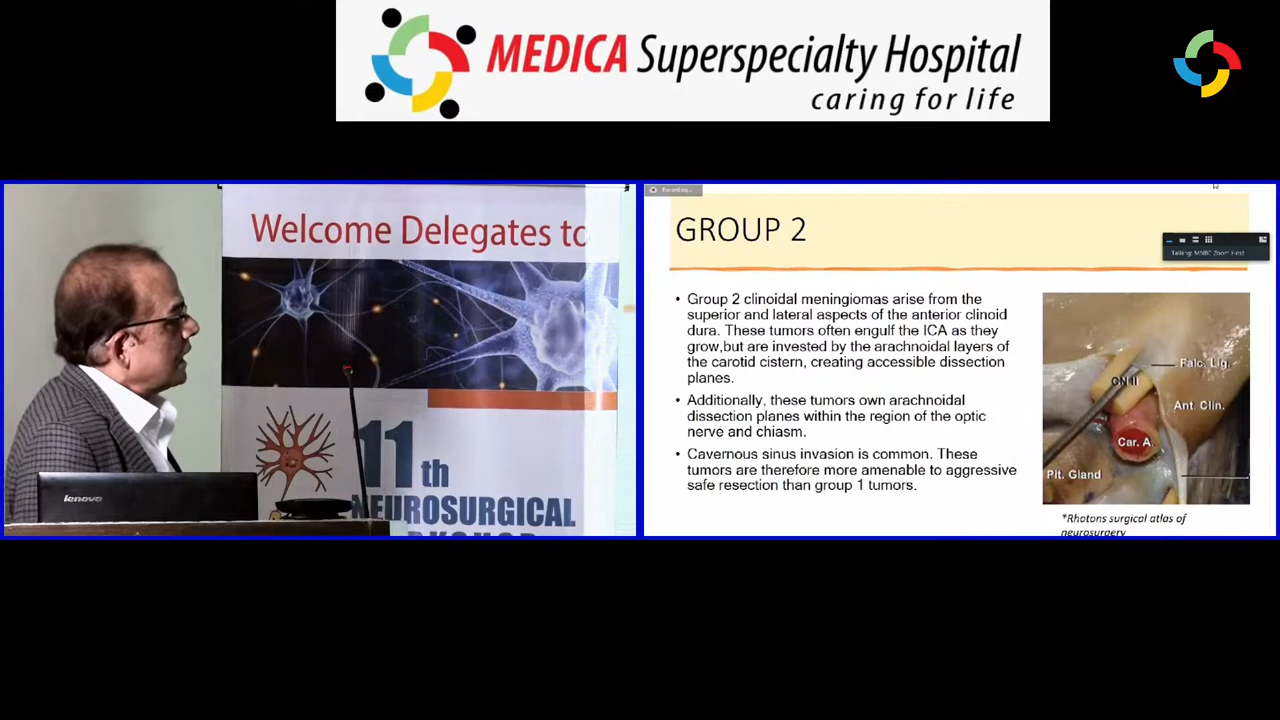 MEDICA Superspecialty Hospital
caring for life
Welcome Delegates to
11th
NEUROSURGICAL
lenovo
Recording...
GROUP 2
Talking: MNBC Zoom Host
• Group 2 clinoidal meningiomas arise from the
superior and lateral aspects of the anterior clinoid
dura. These tumors often engulf the ICA as they
grow,but are invested by the arachnoidal layers of
the carotid cistern, creating accessible dissection
planes.
• Additionally, these tumors own arachnoidal
dissection planes within the region of the optic
nerve and chiasm.
• Cavernous sinus invasion is common. These
tumors are therefore more amenable to aggressive
safe resection than group 1 tumors.
Falc. Lig.
CN II
Ant. Clin.
Car. A.
Pit. Gland
*Rhotons surgical atlas of
neurosurgery